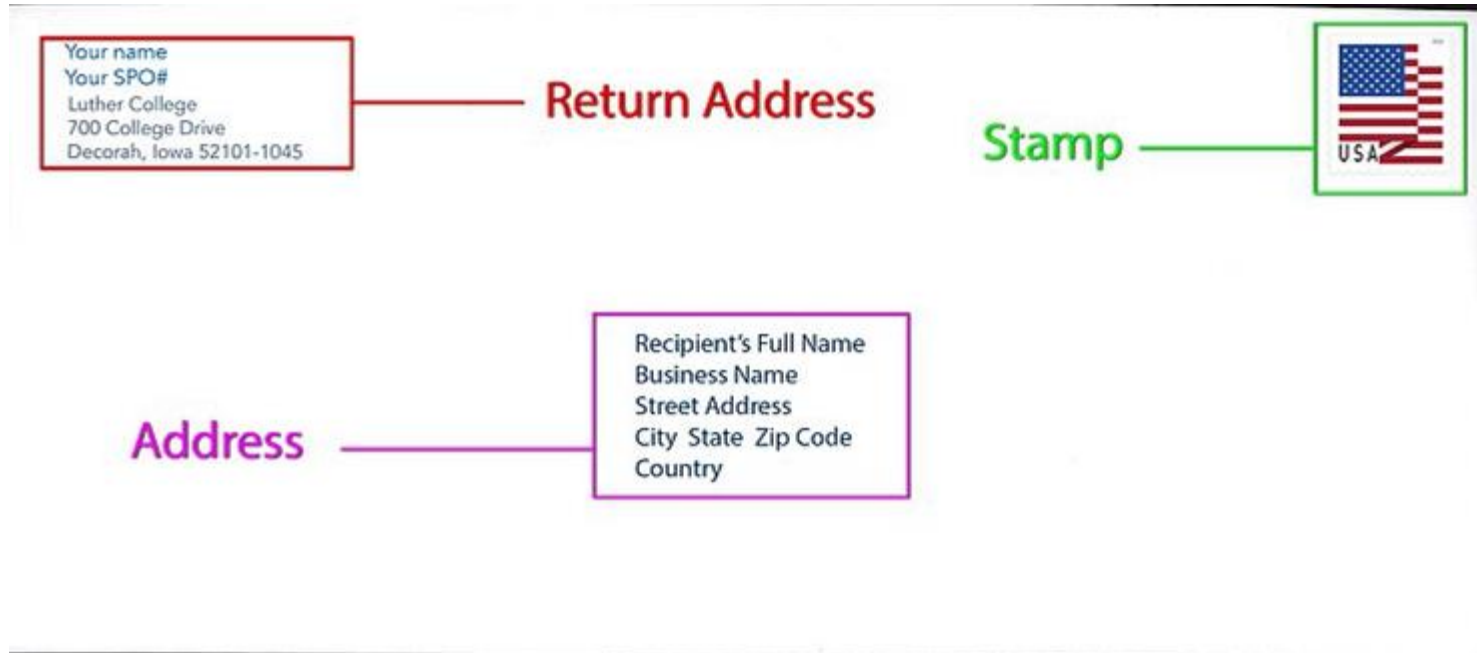 Your name
Your SPO#
Luther College
700 College Drive
Decorah, Iowa 52101-1045
Return Address
Stamp
USA
Recipient's Full Name
Business Name
Street Address
City State Zip Code
Country
Address